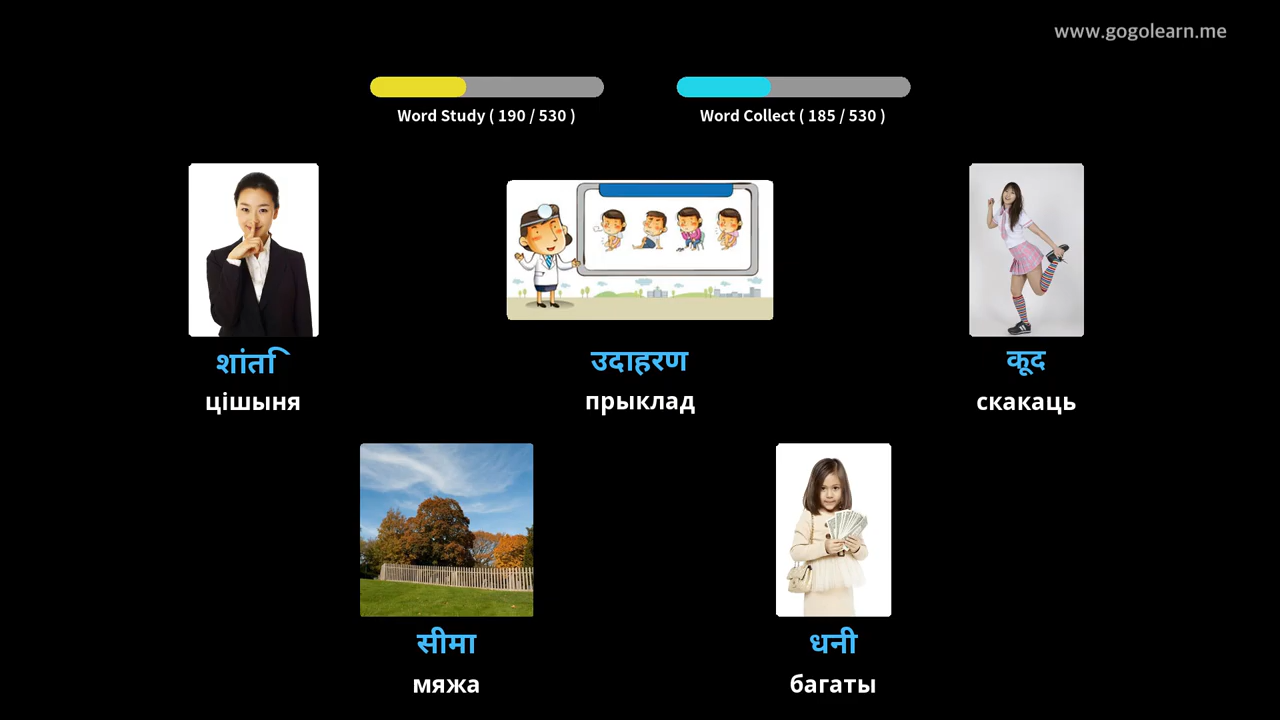 www.gogolearn.me
Word Study ( 190 / 530 )
Word Collect ( 185 / 530 )
शांति
цішыня
उदाहरण
прыклад
कूद
скакаць
सीमा
мяжа
धनी
багаты